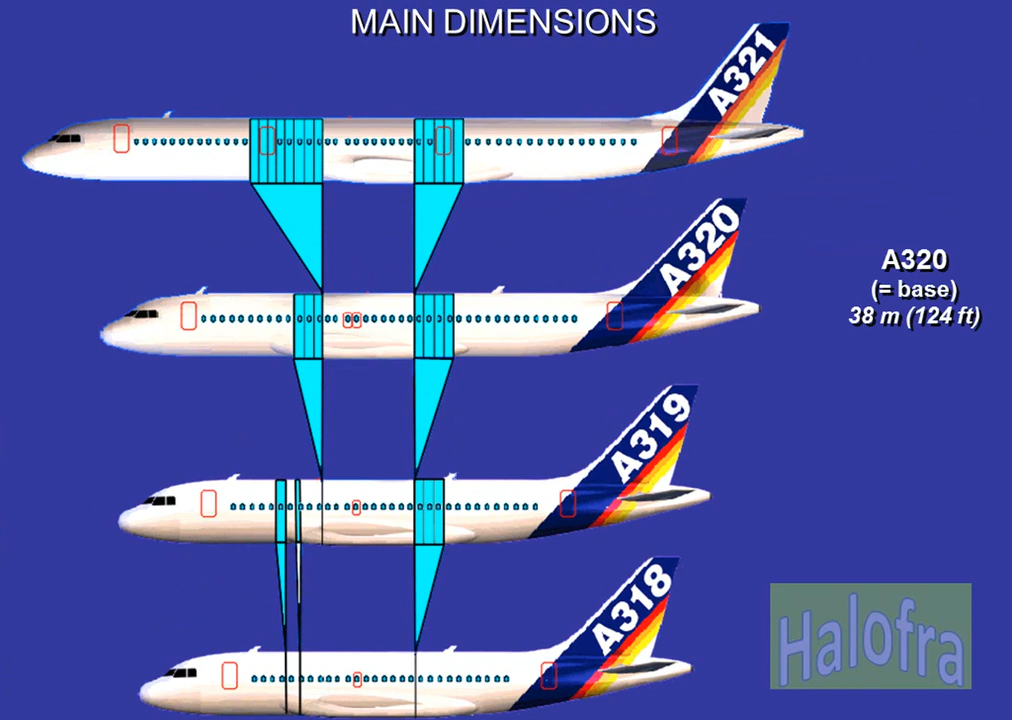 MAIN DIMENSIONS
A321
A320
A320
(= base)
38 m (124 ft)
A319
A318
Halofra